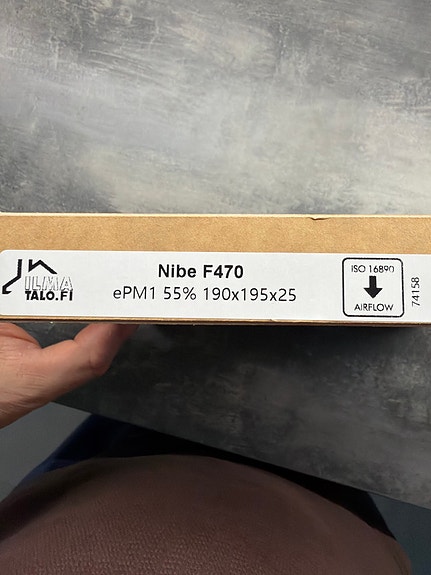 ILMA
TALO.FI
Nibe F470
ePM1 55% 190x195x25
ISO 16890
AIRFLOW
74158